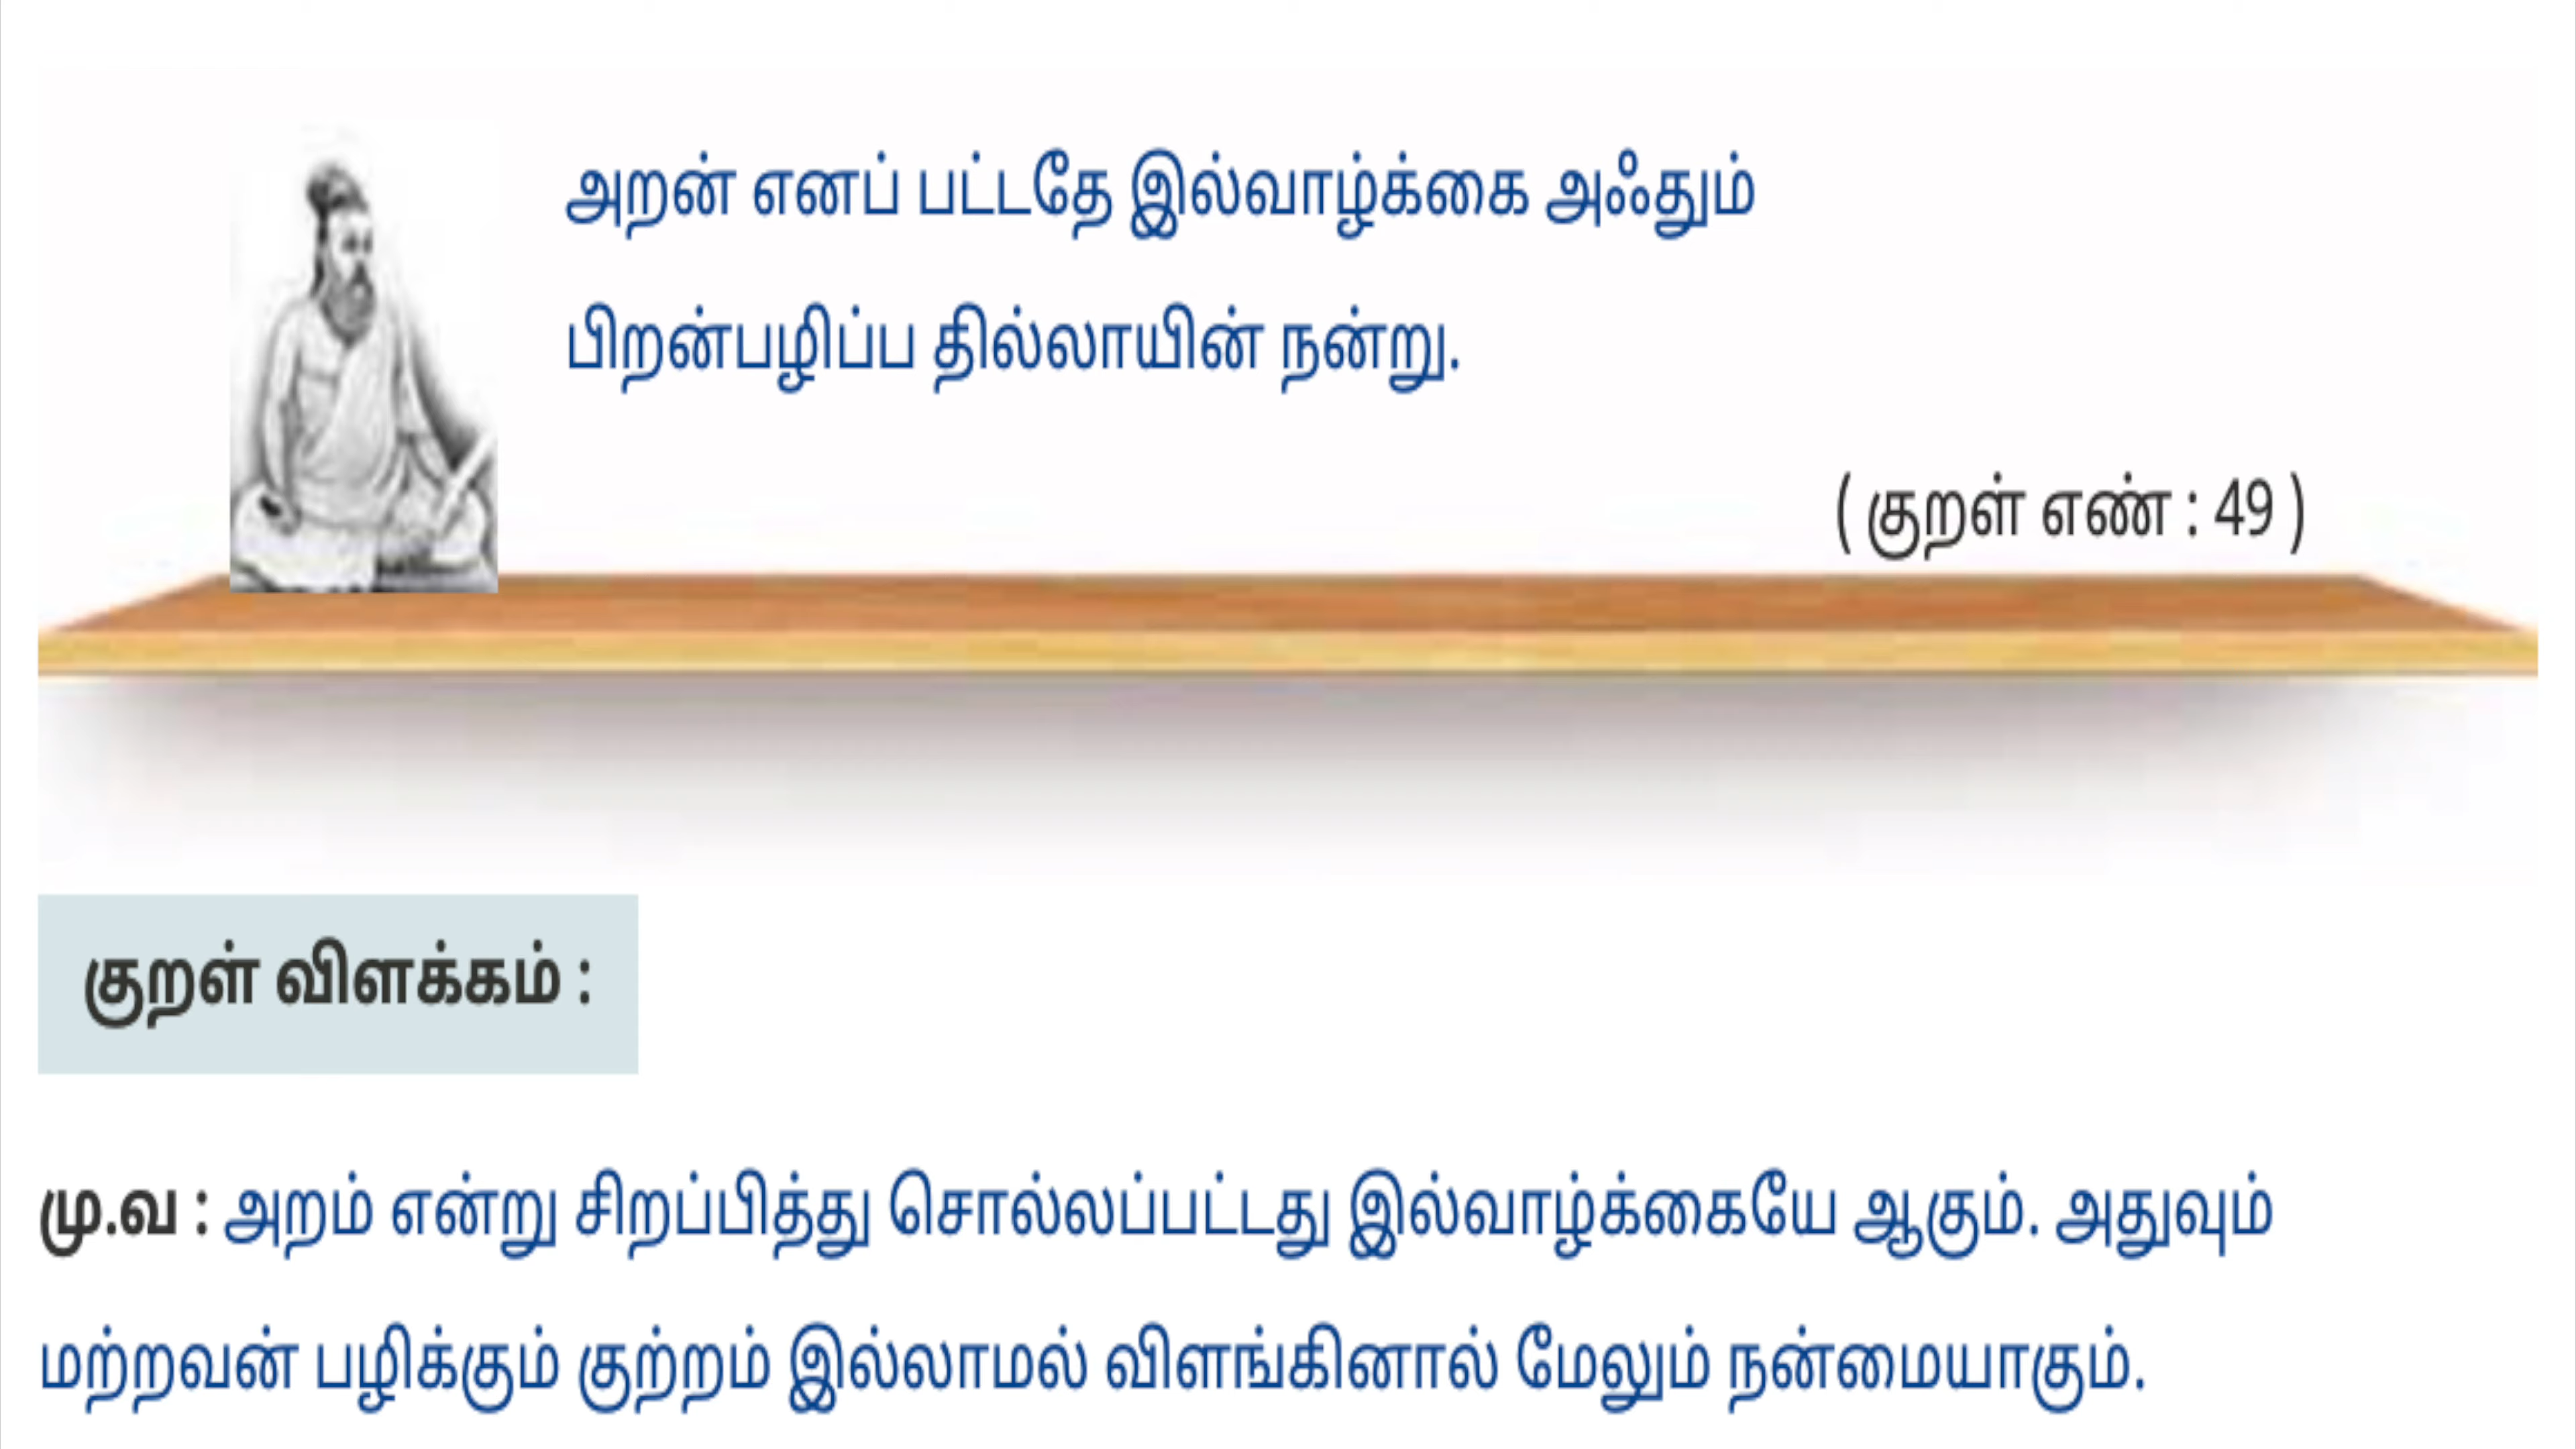 அறன் எனப் பட்டதே இல்வாழ்க்கை அஃதும்
பிறன்பழிப்ப தில்லாயின் நன்று.
( குறள் எண் : 49 )
குறள் விளக்கம் :
மு.வ : அறம் என்று சிறப்பித்து சொல்லப்பட்டது இல்வாழ்க்கையே ஆகும். அதுவும்
மற்றவன் பழிக்கும் குற்றம் இல்லாமல் விளங்கினால் மேலும் நன்மையாகும்.